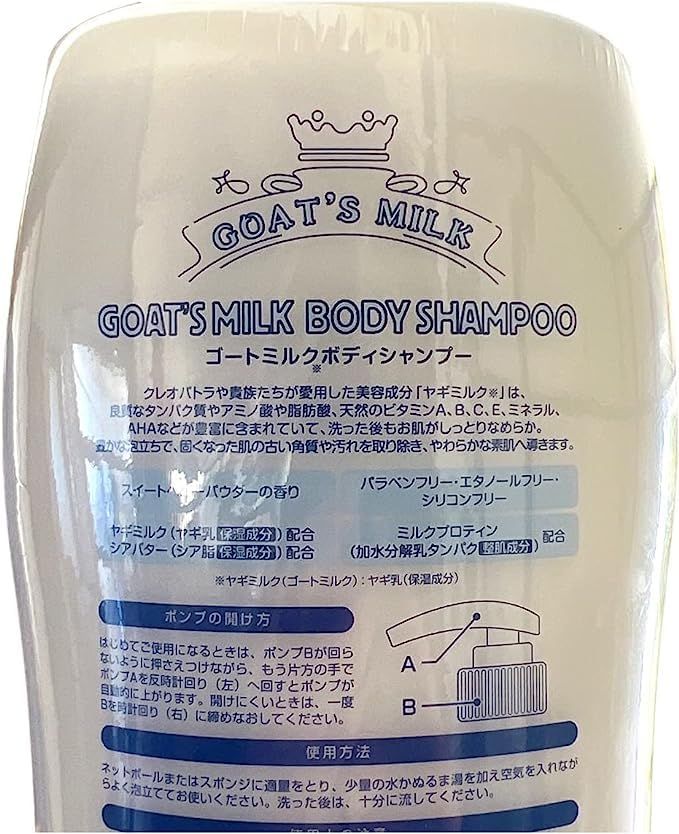 GOAT'S MILK
GOAT'S MILK BODY SHAMPOO
ゴートミルクボディシャンプー
※
クレオパトラや貴族たちが愛用した美容成分「ヤギミルク※」は、
良質なタンパク質やアミノ酸や脂肪酸、天然のビタミンA、B、C、E、ミネラル、
AHAなどが豊富に含まれていて、洗った後もお肌がしっとりなめらか。
かな泡立ちで、固くなった肌の古い角質や汚れを取り除き、やわらかな素肌へ導きます。
スイート パウダーの香り
パラベンフリー・エタノールフリー・
シリコンフリー
ヤギミルク(ヤギ乳 保湿成分)配合
シアバター(シア脂 保湿成分)配合
ミルクプロテイン
(加水分解乳タンパク 整肌成分) 配合
※ヤギミルク(ゴートミルク):ヤギ乳(保湿成分)
ポンプの開け方
はじめてご使用になるときは、ポンプBが回ら
ないように押さえつけながら、もう片方の手で
ポンプAを反時計回り(左)へ回すとポンプが
自動的に上がります。開けにくいときは、一度
Bを時計回り(右)に締めなおしてください。
A
B
使用方法
ネットボールまたはスポンジに適量をとり、少量の水かぬるま湯を加え空気を入れなが
らよく泡立ててお使いください。洗った後は、十分に流してください。
使用上の注意